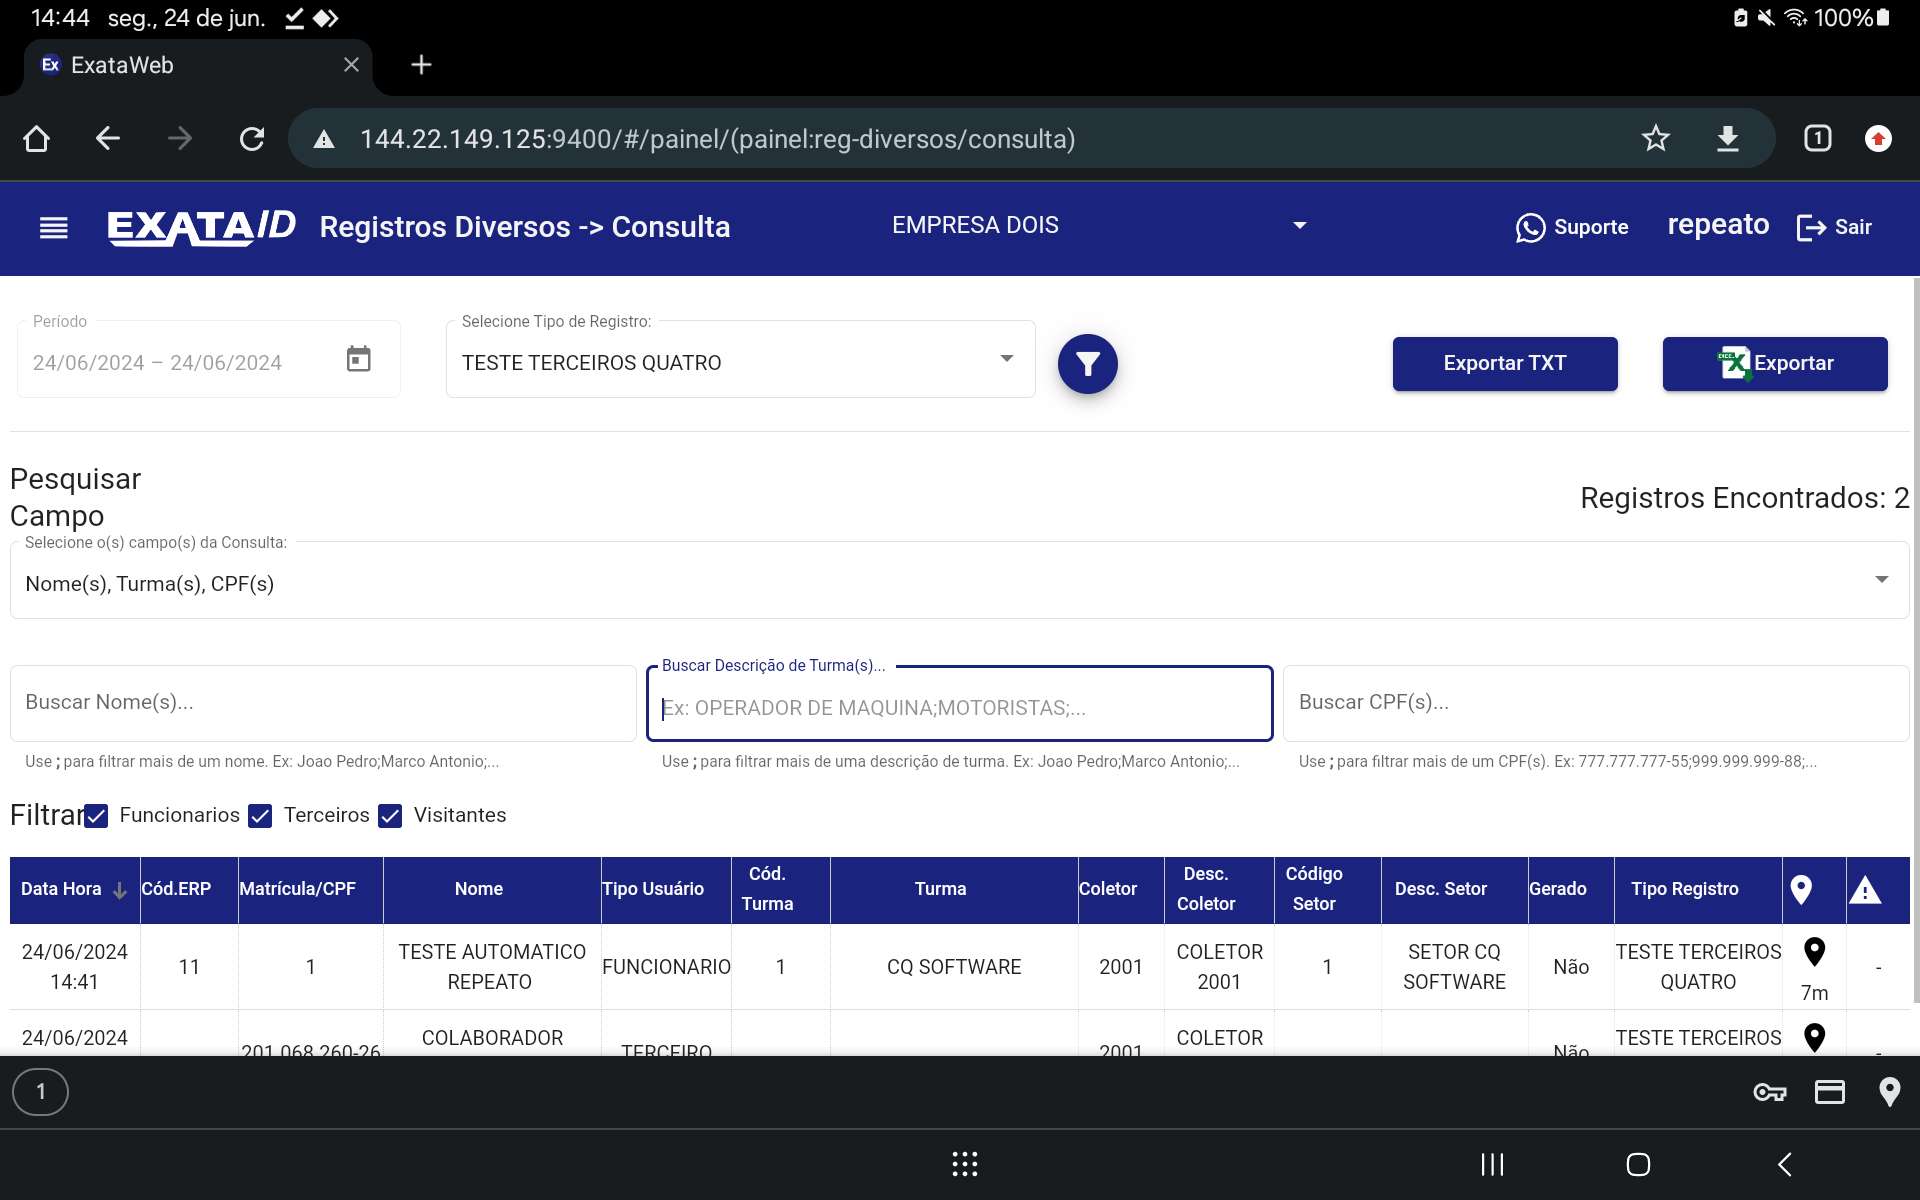 14:44 seg., 24 de jun.
100%
Ex ExataWeb
144.22.149.125:9400/#/painel/(painel:reg-diversos/consulta)
1
EXATA/D Registros Diversos -> Consulta
EMPRESA DOIS
Suporte
repeato
Sair
Período
24/06/2024 – 24/06/2024
Selecione Tipo de Registro:
TESTE TERCEIROS QUATRO
Exportar TXT
Exportar
Pesquisar
Campo
Registros Encontrados: 2
Selecione o(s) campo(s) da Consulta:
Nome(s), Turma(s), CPF(s)
Buscar Nome(s)...
Buscar Descrição de Turma(s)...
Ex: OPERADOR DE MAQUINA;MOTORISTAS;...
Buscar CPF(s)...
Use ; para filtrar mais de um nome. Ex: Joao Pedro;Marco Antonio;...
Use ; para filtrar mais de uma descrição de turma. Ex: Joao Pedro;Marco Antonio;...
Use ; para filtrar mais de um CPF(s). Ex: 777.777.777-55;999.999.999-88;...
Filtrar Funcionarios Terceiros Visitantes
Data Hora Cód.ERP Matrícula/CPF Nome Tipo Usuário Cód. Turma Turma Coletor Desc. Coletor Código Setor Desc. Setor Gerado Tipo Registro
24/06/2024 14:41 11 1 TESTE AUTOMATICO REPEATO FUNCIONARIO 1 CQ SOFTWARE 2001 COLETOR 2001 1 SETOR CQ SOFTWARE Não TESTE TERCEIROS QUATRO 7m -
24/06/2024 201.068.260-26 COLABORADOR TERCEIRO 2001 COLETOR Não TESTE TERCEIROS -
1